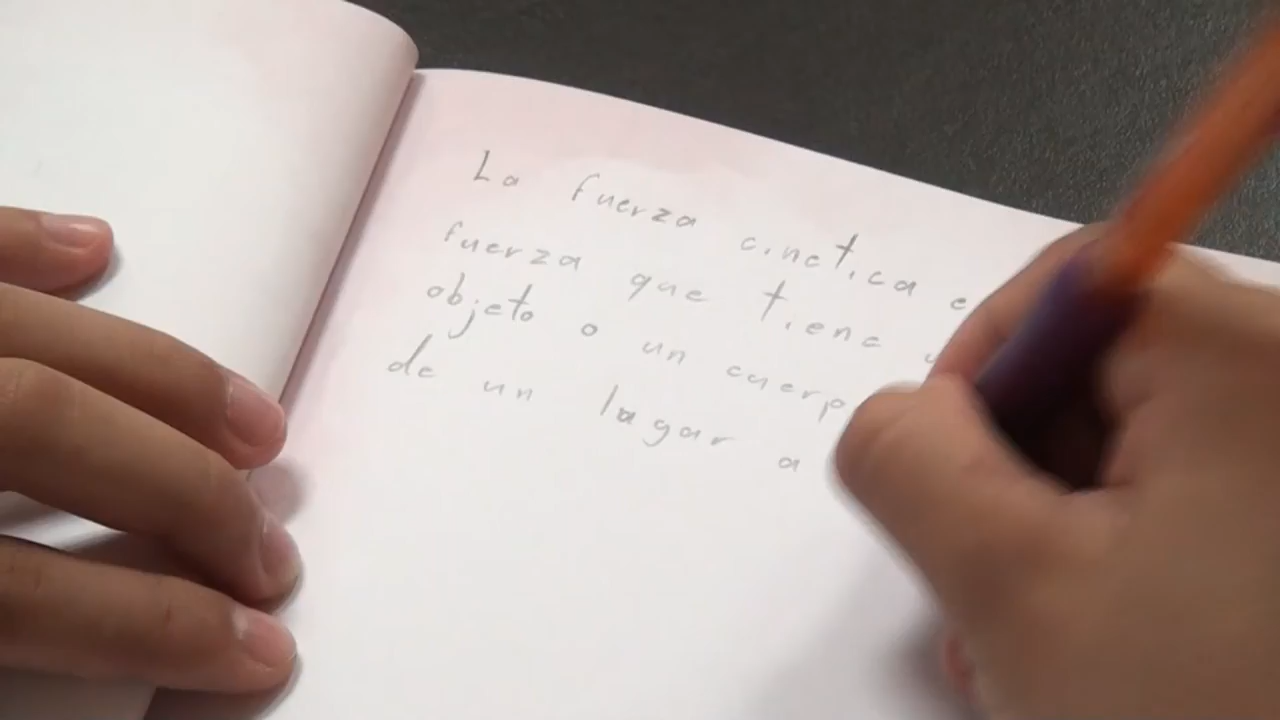 La fuerza cinetica e
fuerza que tiene u
objeto o un cuerp
de un lugar a